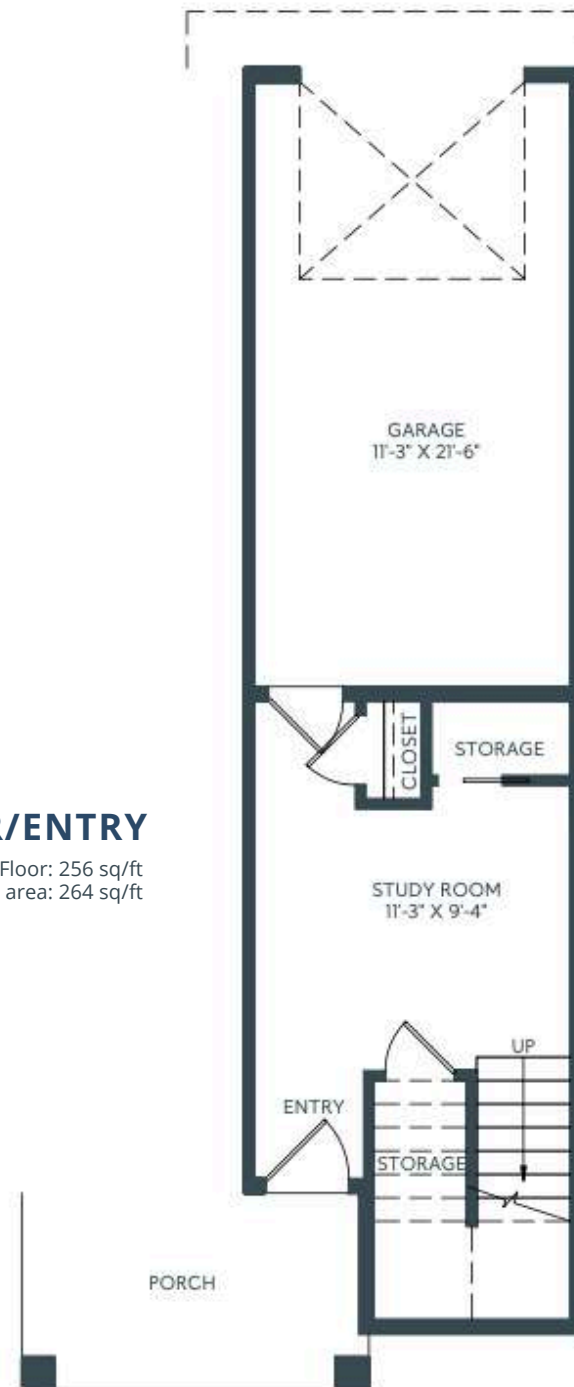 GARAGE
11'-3" X 21'-6"
CLOSET
STORAGE
R/ENTRY
Floor: 256 sq/ft
area: 264 sq/ft
STUDY ROOM
11'-3" X 9'-4"
UP
ENTRY
STORAGE
PORCH